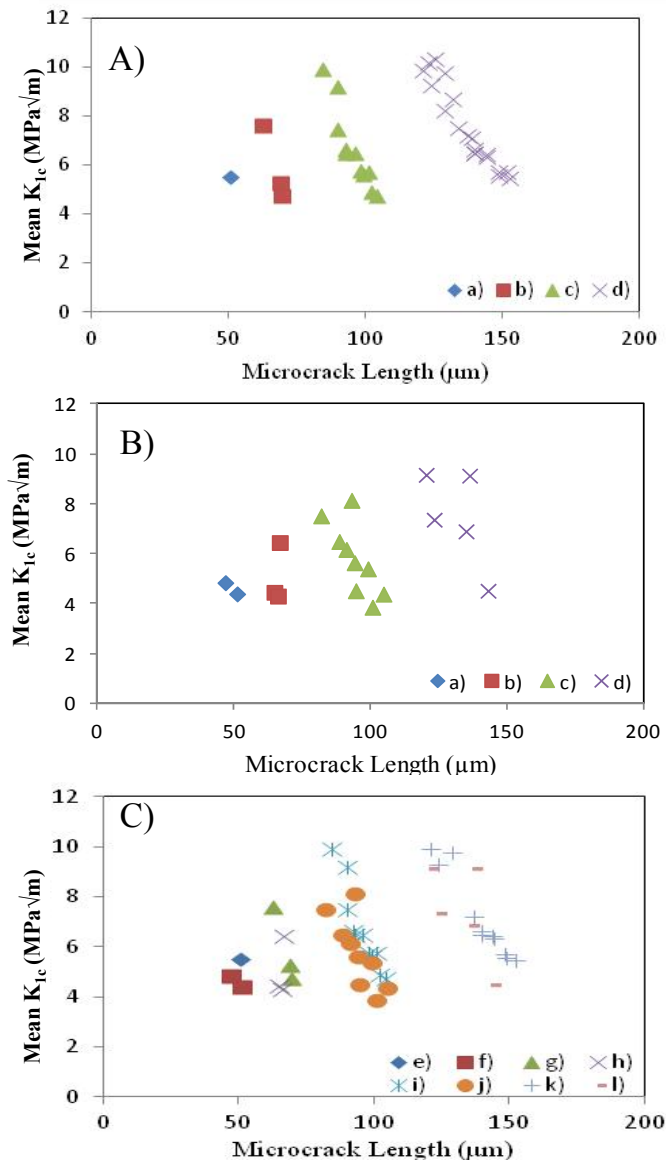 12
A)
10
8
6
4
2
0
Mean K1c (MPa√m)
a) b) c) d)
0 50 100 150 200
Microcrack Length (µm)
12
B)
10
8
6
4
2
0
Mean K1c (MPa√m)
a) b) c) d)
0 50 100 150 200
Microcrack Length (µm)
12
C)
10
8
6
4
2
0
Mean K1c (MPa√m)
e) f) g) h)
i) j) k) l)
0 50 100 150 200
Microcrack Length (µm)